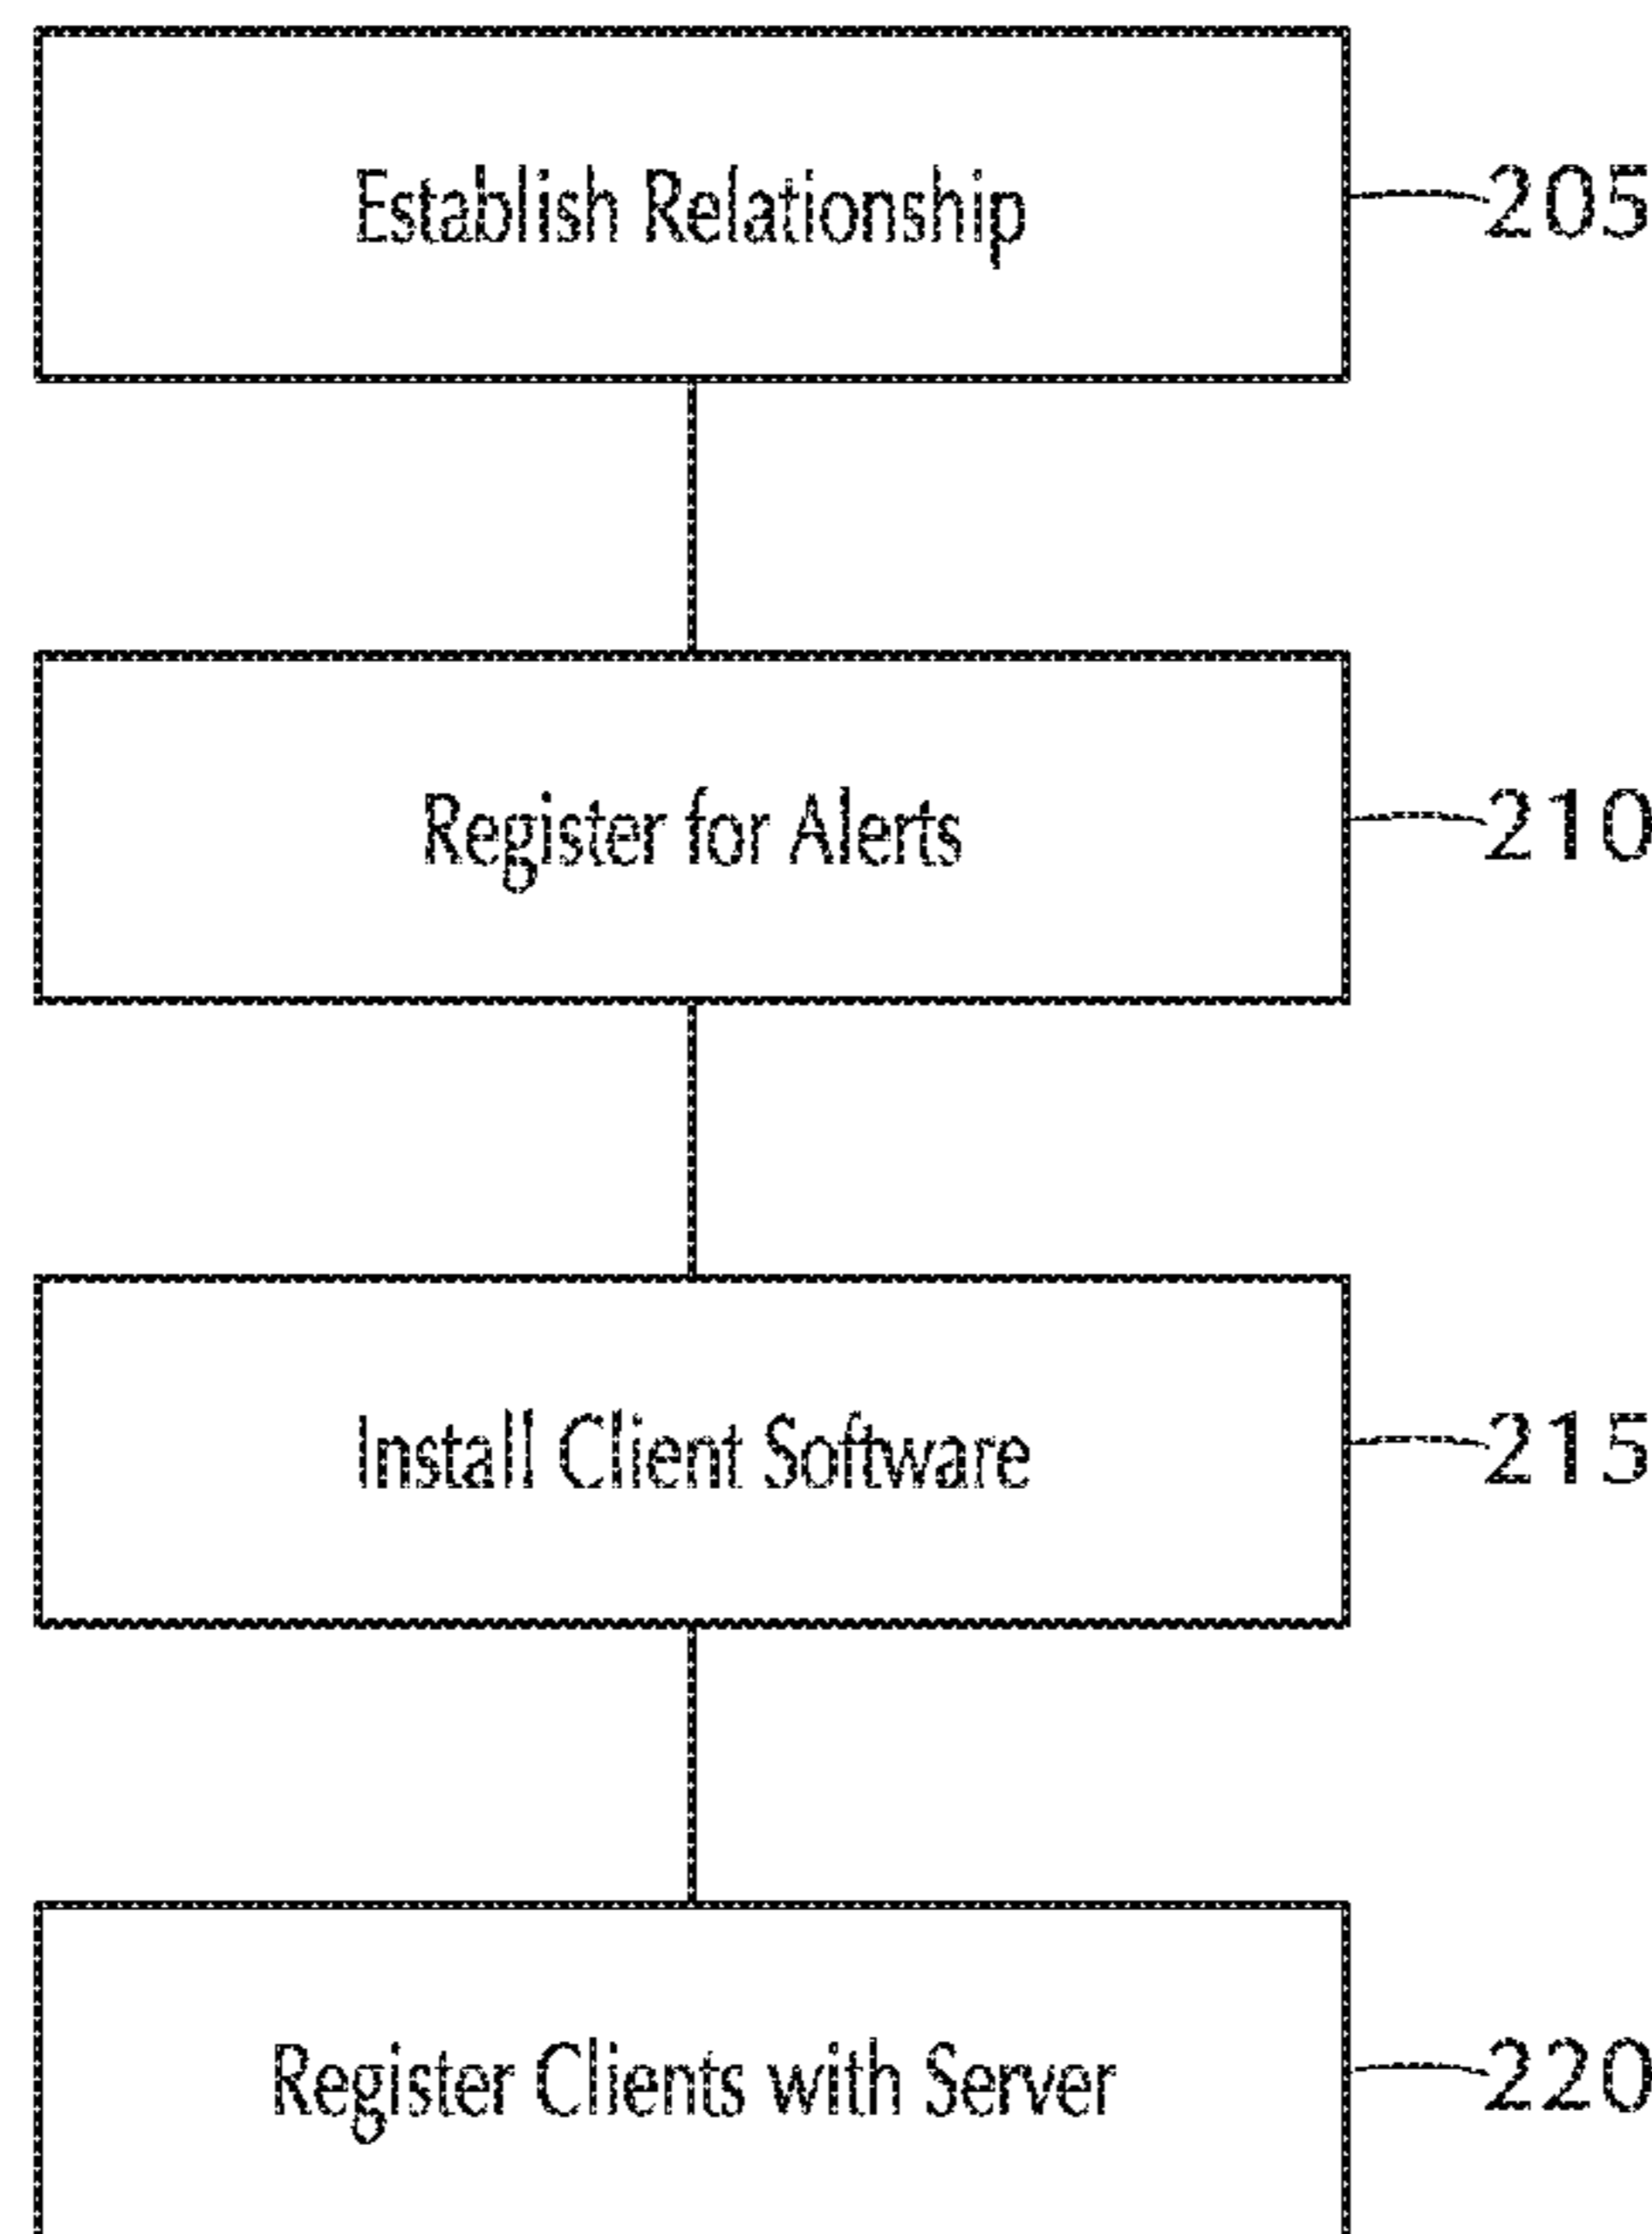 Establish Relationship 205
Register for Alerts 210
Install Client Software 215
Register Clients with Server 220